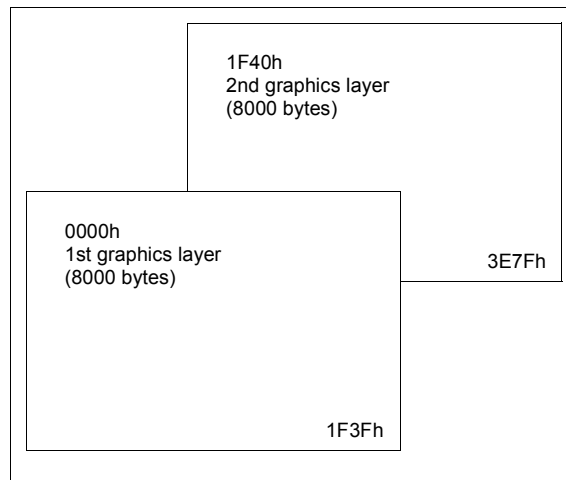 1F40h
2nd graphics layer
(8000 bytes)
3E7Fh
0000h
1st graphics layer
(8000 bytes)
1F3Fh